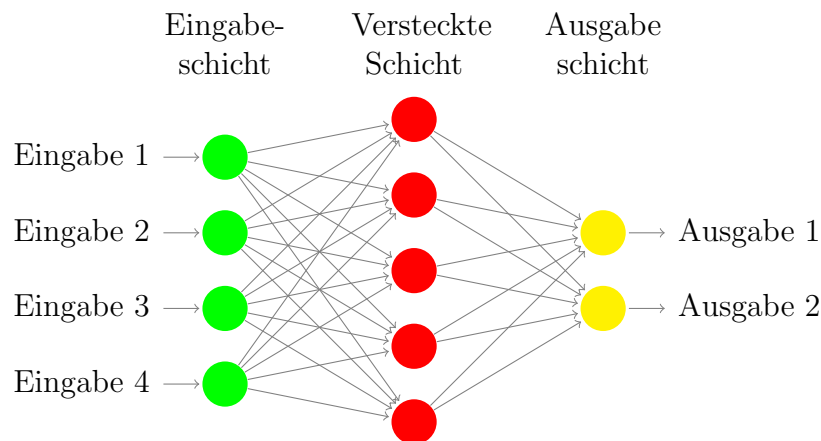 Eingabe-
schicht
Versteckte
Schicht
Ausgabe
schicht
Eingabe 1
Eingabe 2
Eingabe 3
Eingabe 4
Ausgabe 1
Ausgabe 2